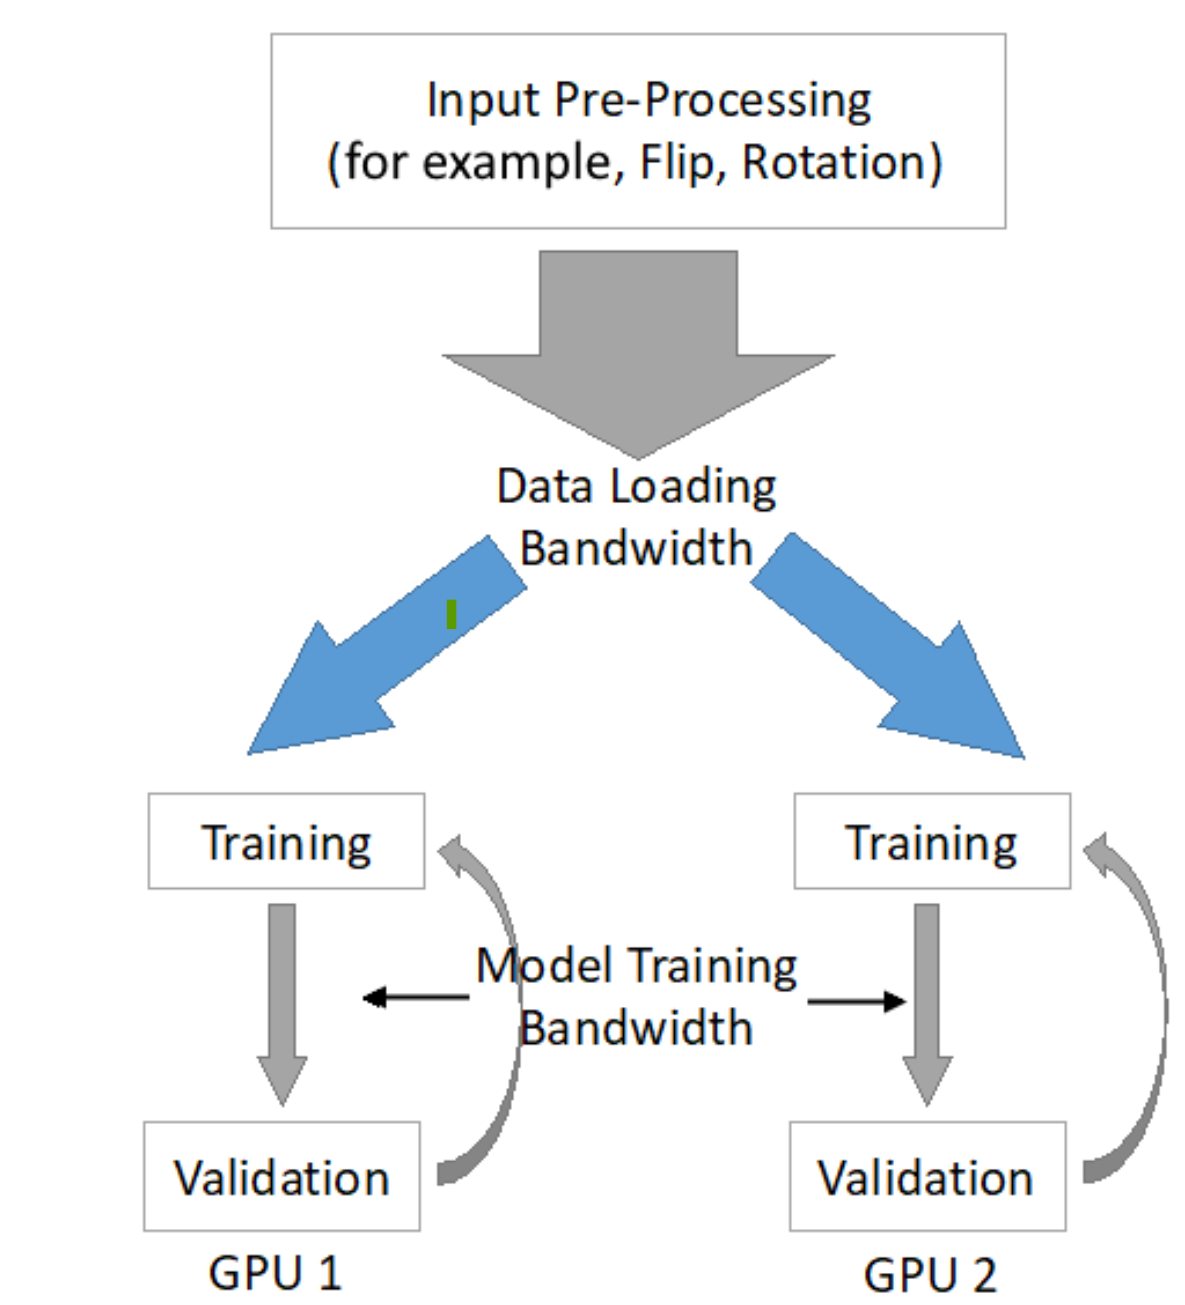 Input Pre-Processing
(for example, Flip, Rotation)
Data Loading
Bandwidth
Training
Training
Model Training
Bandwidth
Validation
Validation
GPU 1
GPU 2